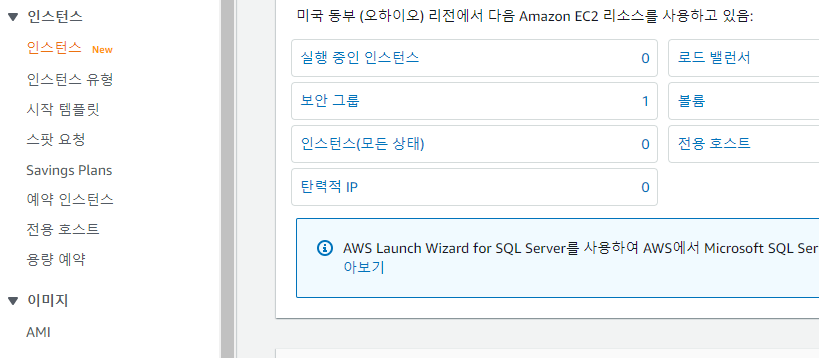 인스턴스
인스턴스 New
인스턴스 유형
시작 템플릿
스팟 요청
Savings Plans
예약 인스턴스
전용 호스트
용량 예약
이미지
AMI
미국 동부 (오하이오) 리전에서 다음 Amazon EC2 리소스를 사용하고 있음:
실행 중인 인스턴스 0
로드 밸런서
보안 그룹 1
볼륨
인스턴스(모든 상태) 0
전용 호스트
탄력적 IP 0
AWS Launch Wizard for SQL Server를 사용하여 AWS에서 Microsoft SQL Ser
아보기